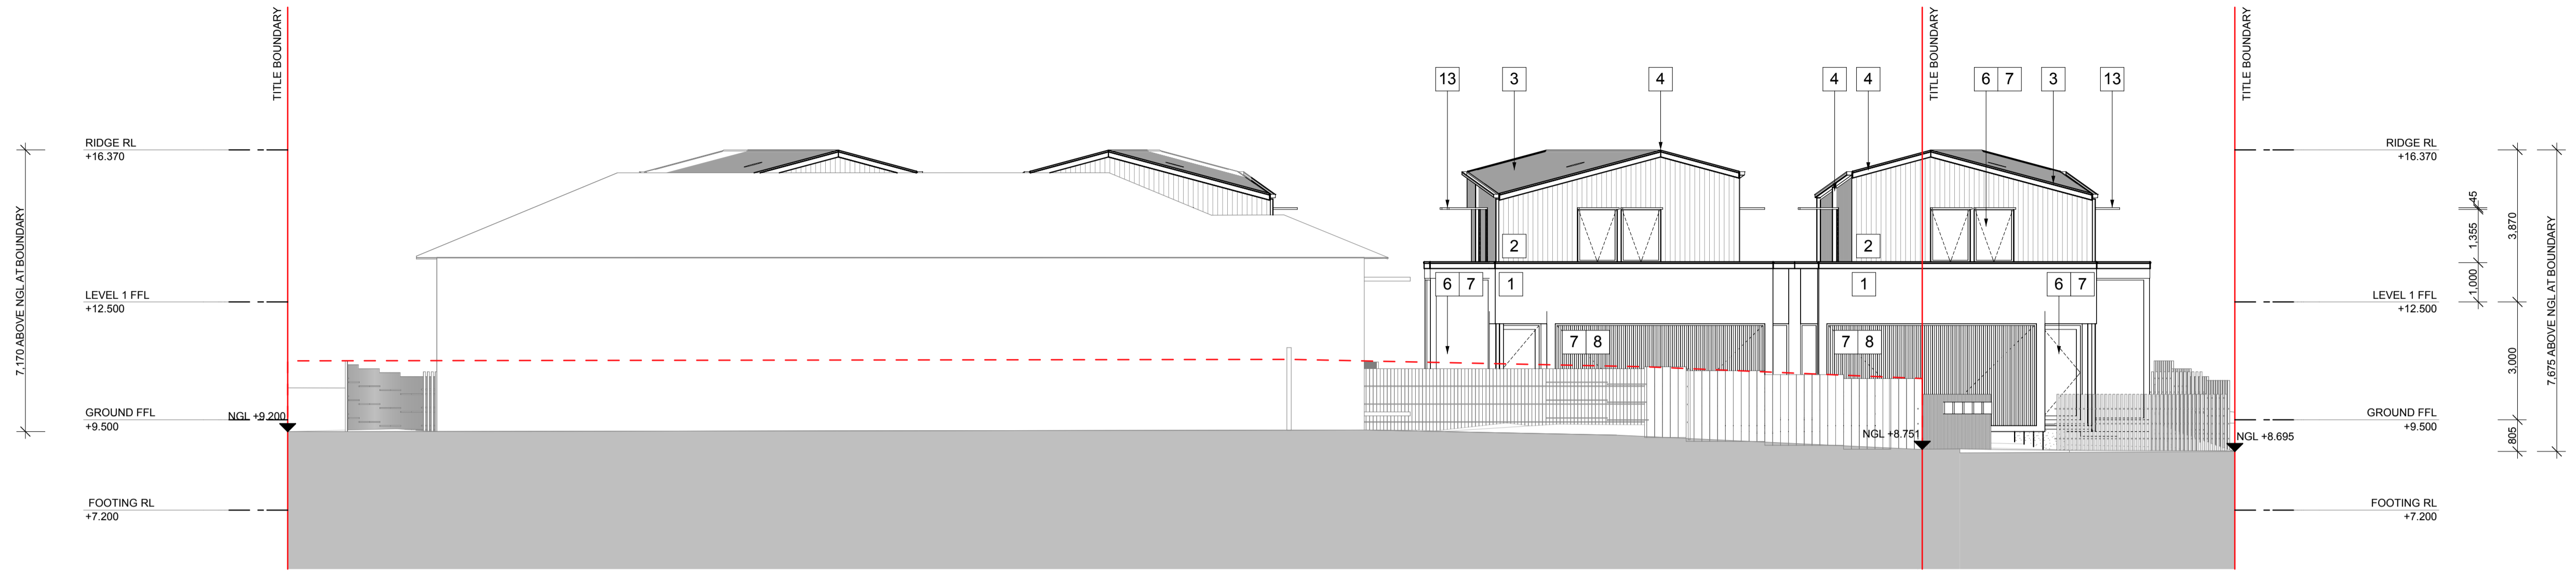 TITLE BOUNDARY
TITLE BOUNDARY
TITLE BOUNDARY
13
3
4
4
4
6 7
3
13
RIDGE RL
+16.370
RIDGE RL
+16.370
7,170 ABOVE NGL AT BOUNDARY
2
2
45
1,355
3,870
1,000
7,675 ABOVE NGL AT BOUNDARY
LEVEL 1 FFL
+12.500
6 7
1
1
6 7
LEVEL 1 FFL
+12.500
7 8
7 8
3,000
GROUND FFL
+9.500
NGL +9.200
NGL +8.751
NGL +8.695
GROUND FFL
+9.500
805
FOOTING RL
+7.200
FOOTING RL
+7.200